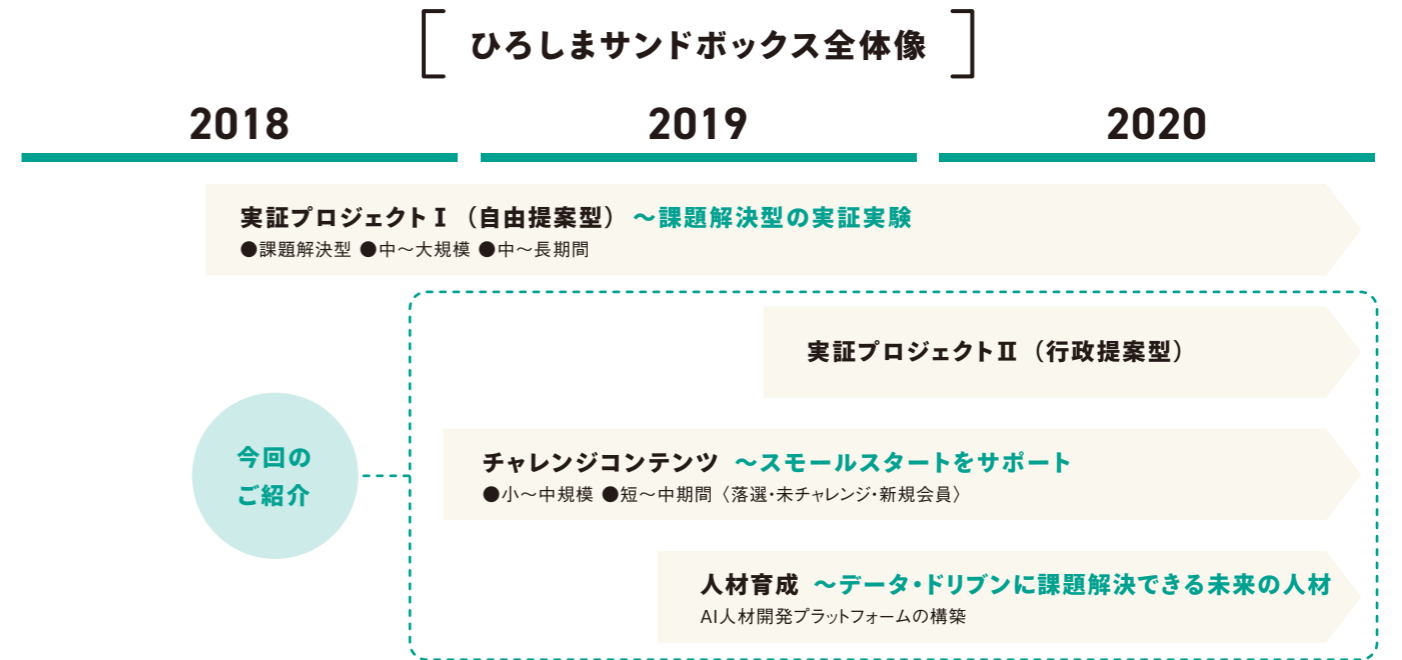 ひろしまサンドボックス全体像
2018
2019
2020
実証プロジェクトⅠ（自由提案型）～課題解決型の実証実験
●課題解決型 ●中～大規模 ●中～長期間
実証プロジェクトⅡ（行政提案型）
今回の
ご紹介
チャレンジコンテンツ ～スモールスタートをサポート
●小～中規模 ●短～中期間〈落選・未チャレンジ・新規会員〉
人材育成 ～データ・ドリブンに課題解決できる未来の人材
AI人材開発プラットフォームの構築